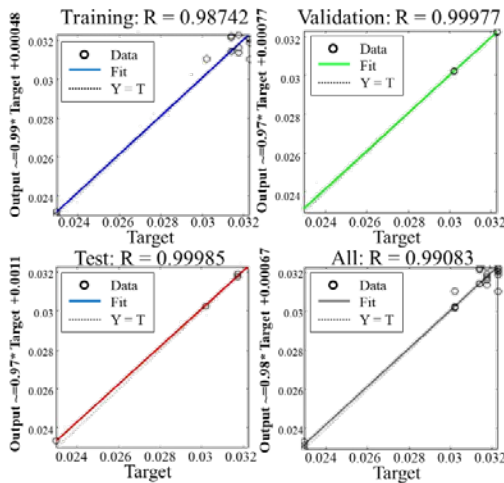 Training: R = 0.98742
Output ~=0.99* Target +0.00048
0.032
0.03
0.028
0.026
0.024
Data
Fit
Y = T
0.024 0.026 0.028 0.03 0.032
Target
Validation: R = 0.99977
Output ~=0.97* Target +0.00077
0.032
0.03
0.028
0.026
0.024
Data
Fit
Y = T
0.024 0.026 0.028 0.03 0.032
Target
Test: R = 0.99985
Output ~=0.97* Target +0.0011
0.032
0.03
0.028
0.026
0.024
Data
Fit
Y = T
0.024 0.026 0.028 0.03 0.032
Target
All: R = 0.99083
Output ~=0.98* Target +0.00067
0.032
0.03
0.028
0.026
0.024
Data
Fit
Y = T
0.024 0.026 0.028 0.03 0.032
Target